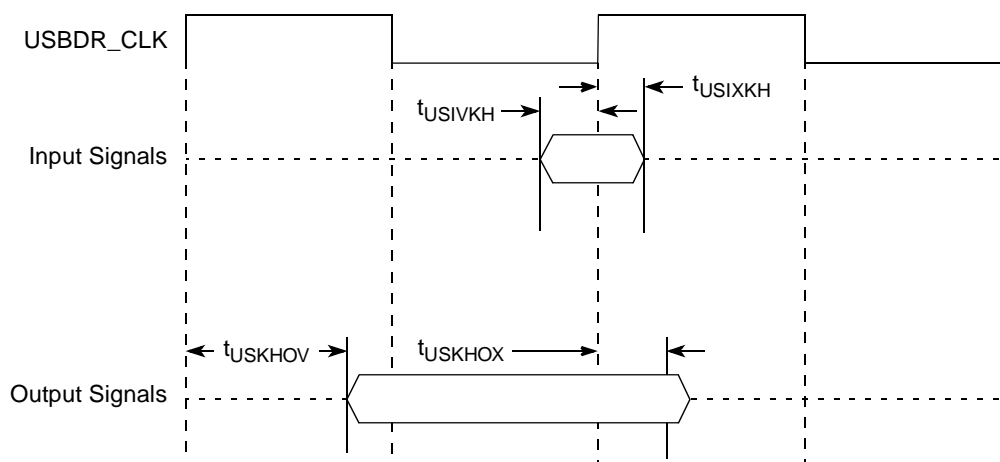 USBDR_CLK
tUSIXKH
tUSIVKH
Input Signals
tUSKHOV
tUSKHOX
Output Signals